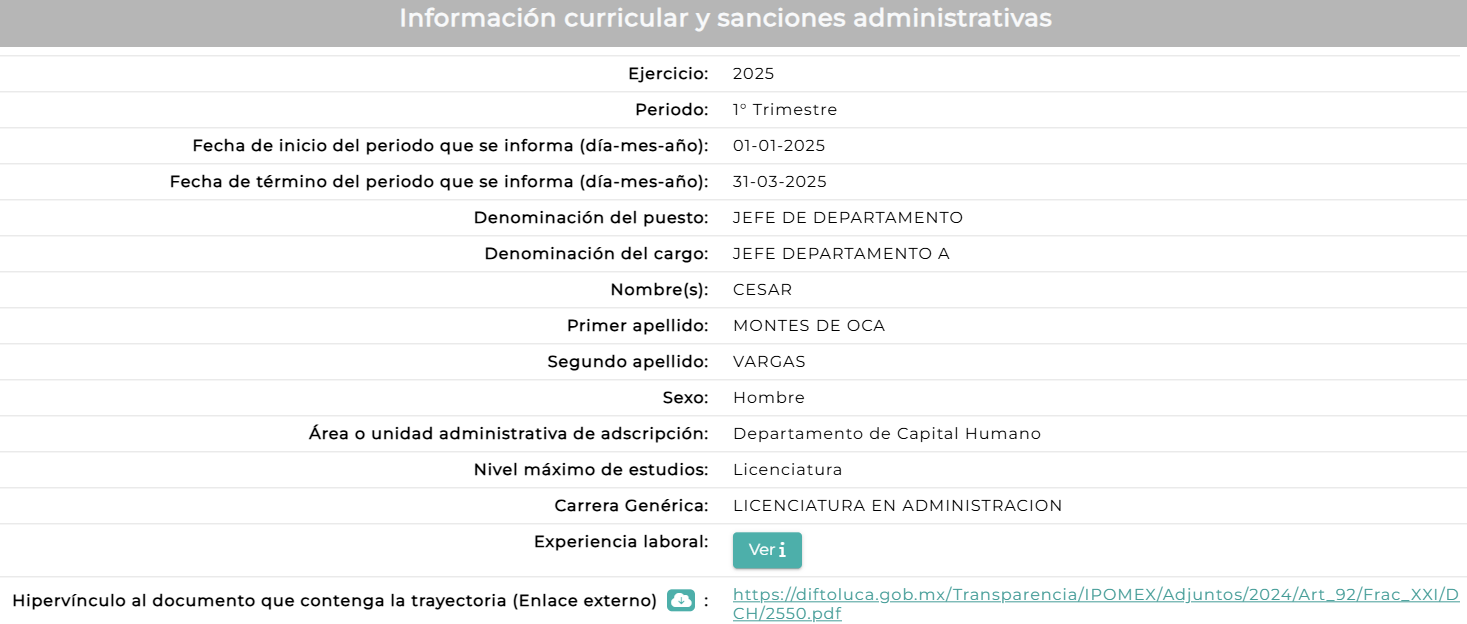 Información curricular y sanciones administrativas
Ejercicio: 2025
Periodo: 1° Trimestre
Fecha de inicio del periodo que se informa (día-mes-año): 01-01-2025
Fecha de término del periodo que se informa (día-mes-año): 31-03-2025
Denominación del puesto: JEFE DE DEPARTAMENTO
Denominación del cargo: JEFE DEPARTAMENTO A
Nombre(s): CESAR
Primer apellido: MONTES DE OCA
Segundo apellido: VARGAS
Sexo: Hombre
Área o unidad administrativa de adscripción: Departamento de Capital Humano
Nivel máximo de estudios: Licenciatura
Carrera Genérica: LICENCIATURA EN ADMINISTRACION
Experiencia laboral: Ver i
Hipervínculo al documento que contenga la trayectoria (Enlace externo) : https://diftoluca.gob.mx/Transparencia/IPOMEX/Adjuntos/2024/Art_92/Frac_XXI/D
CH/2550.pdf